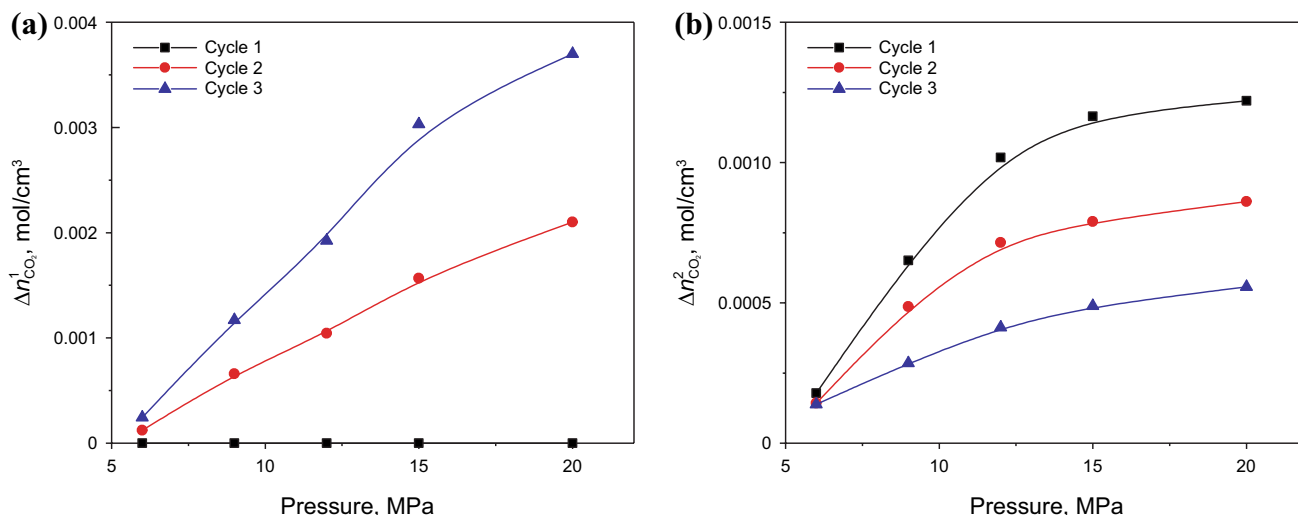 (a)
Cycle 1
Cycle 2
Cycle 3
0.004
0.003
0.002
0.001
0
Δn¹CO₂, mol/cm³
5
10
15
20
Pressure, MPa
(b)
Cycle 1
Cycle 2
Cycle 3
0.0015
0.0010
0.0005
0
Δn²CO₂, mol/cm³
5
10
15
20
Pressure, MPa